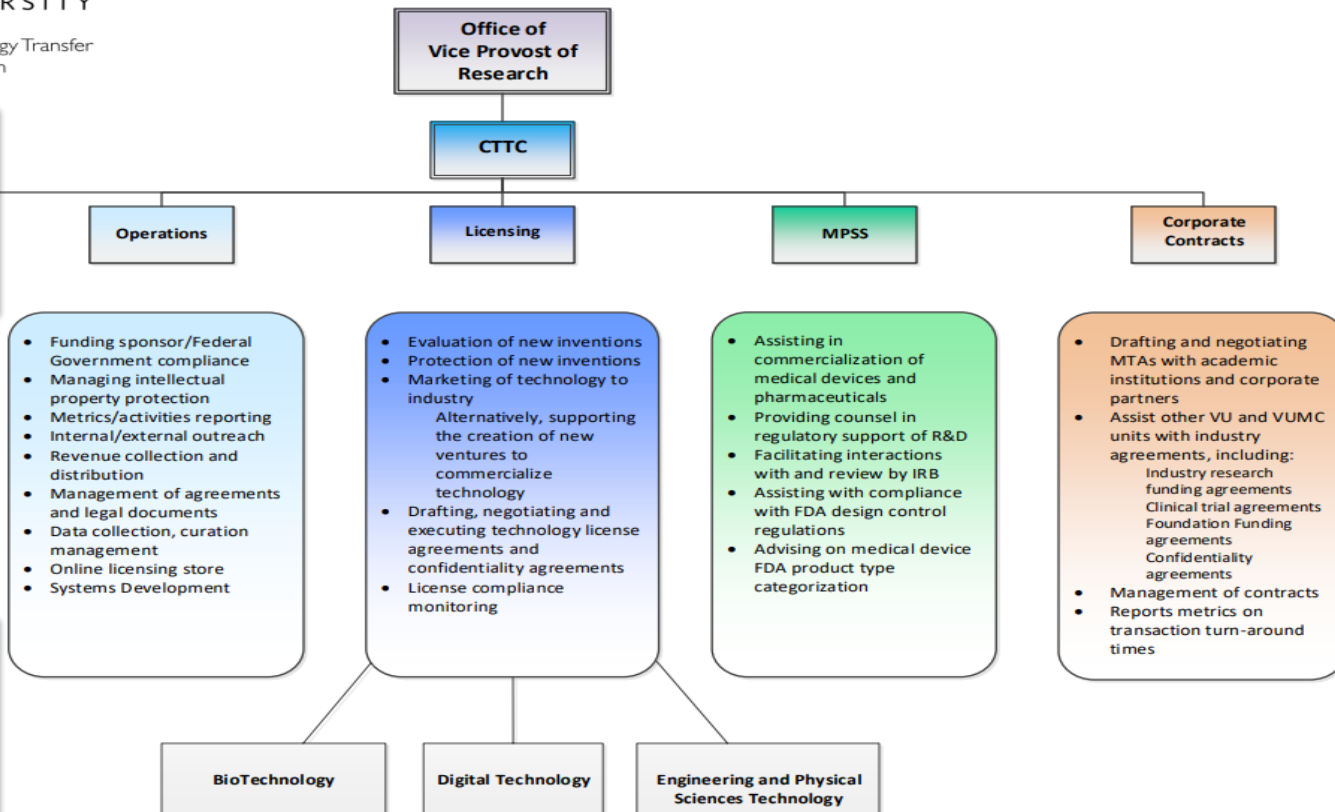 RSITY
gy Transfer
n
Office of
Vice Provost of
Research
CTTC
Operations
Licensing
MPSS
Corporate
Contracts
• Funding sponsor/Federal
Government compliance
• Managing intellectual
property protection
• Metrics/activities reporting
• Internal/external outreach
• Revenue collection and
distribution
• Management of agreements
and legal documents
• Data collection, curation
management
• Online licensing store
• Systems Development
• Evaluation of new inventions
• Protection of new inventions
• Marketing of technology to
industry
Alternatively, supporting
the creation of new
ventures to
commercialize
technology
• Drafting, negotiating and
executing technology license
agreements and
confidentiality agreements
• License compliance
monitoring
• Assisting in
commercialization of
medical devices and
pharmaceuticals
• Providing counsel in
regulatory support of R&D
• Facilitating interactions
with and review by IRB
• Assisting with compliance
with FDA design control
regulations
• Advising on medical device
FDA product type
categorization
• Drafting and negotiating
MTAs with academic
institutions and corporate
partners
• Assist other VU and VUMC
units with industry
agreements, including:
Industry research
funding agreements
Clinical trial agreements
Foundation Funding
agreements
Confidentiality
agreements
• Management of contracts
• Reports metrics on
transaction turn-around
times
BioTechnology
Digital Technology
Engineering and Physical
Sciences Technology